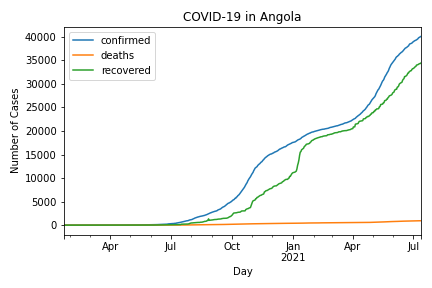 COVID-19 in Angola
confirmed
deaths
recovered
Number of Cases
40000
35000
30000
25000
20000
15000
10000
5000
0
Apr Jul Oct Jan Apr Jul
2021
Day